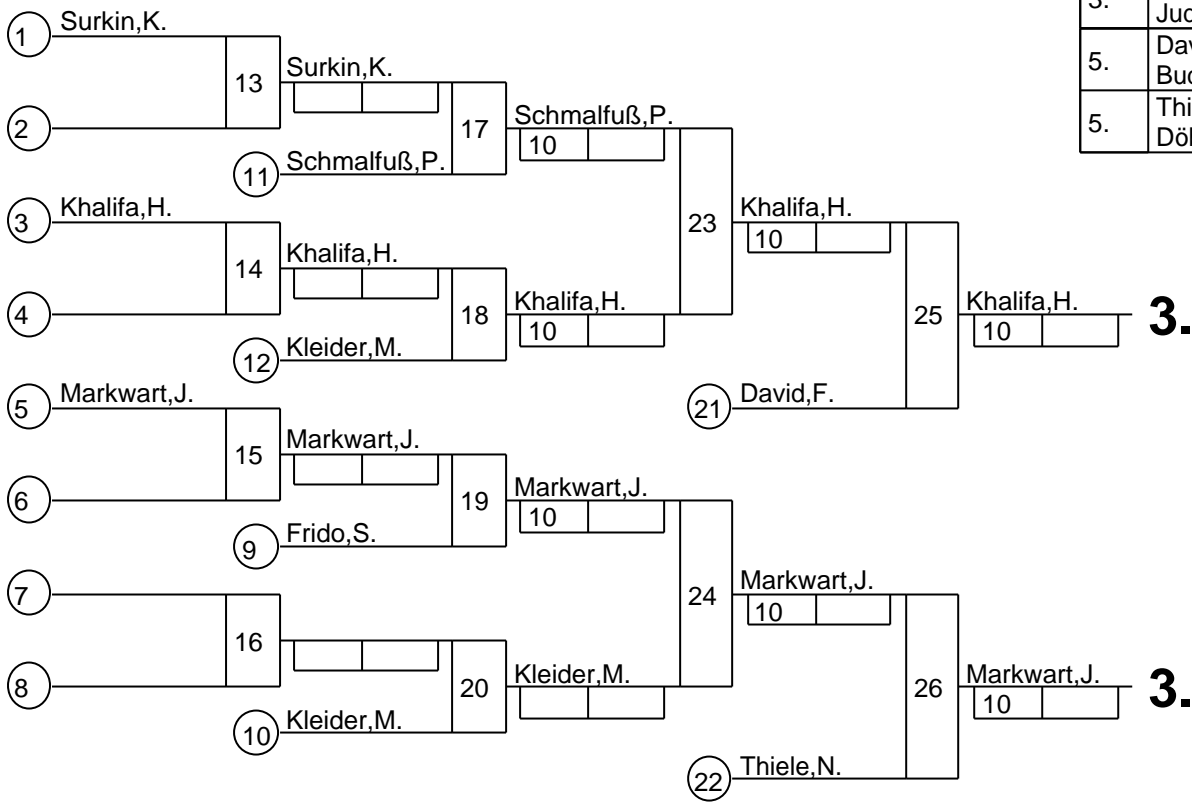 1 Surkin,K.
13
Surkin,K.
2
17
Schmalfuß,P.
10
11 Schmalfuß,P.
3 Khalifa,H.
23
Khalifa,H.
10
14
Khalifa,H.
4
18
Khalifa,H.
10
12 Kleider,M.
25
Khalifa,H.
10
3.
5 Markwart,J.
21 David,F.
15
Markwart,J.
6
19
Markwart,J.
10
9 Frido,S.
7
24
Markwart,J.
10
16
8
20
Kleider,M.
10 Kleider,M.
26
Markwart,J.
10
3.
22 Thiele,N.
5.
5.